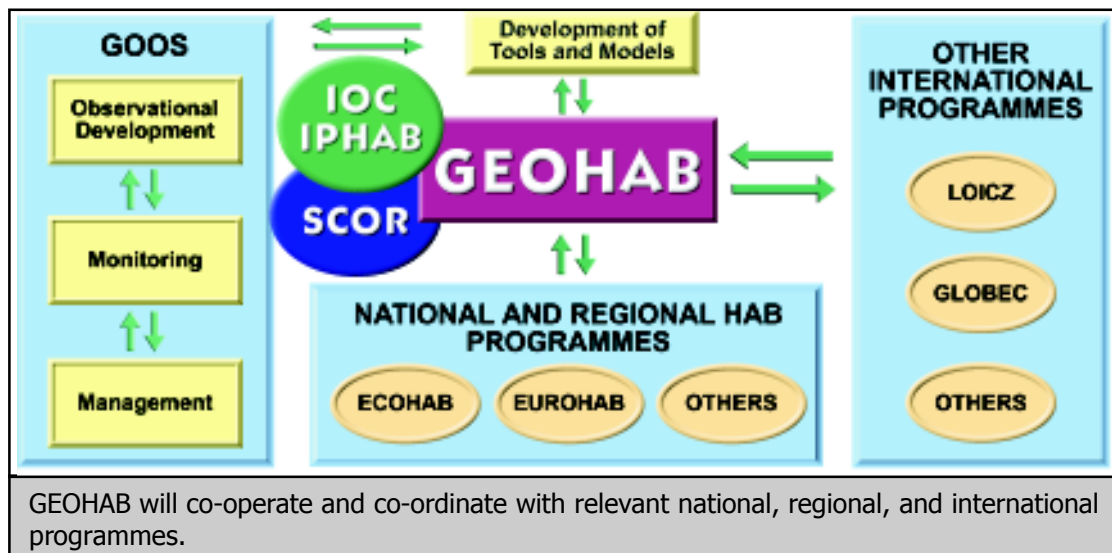 GOOS
Observational
Development
Monitoring
Management
IOC
IPHAB
SCOR
Development of
Tools and Models
GEOHAB
NATIONAL AND REGIONAL HAB
PROGRAMMES
ECOHAB
EUROHAB
OTHERS
OTHER
INTERNATIONAL
PROGRAMMES
LOICZ
GLOBEC
OTHERS
GEOHAB will co-operate and co-ordinate with relevant national, regional, and international
programmes.